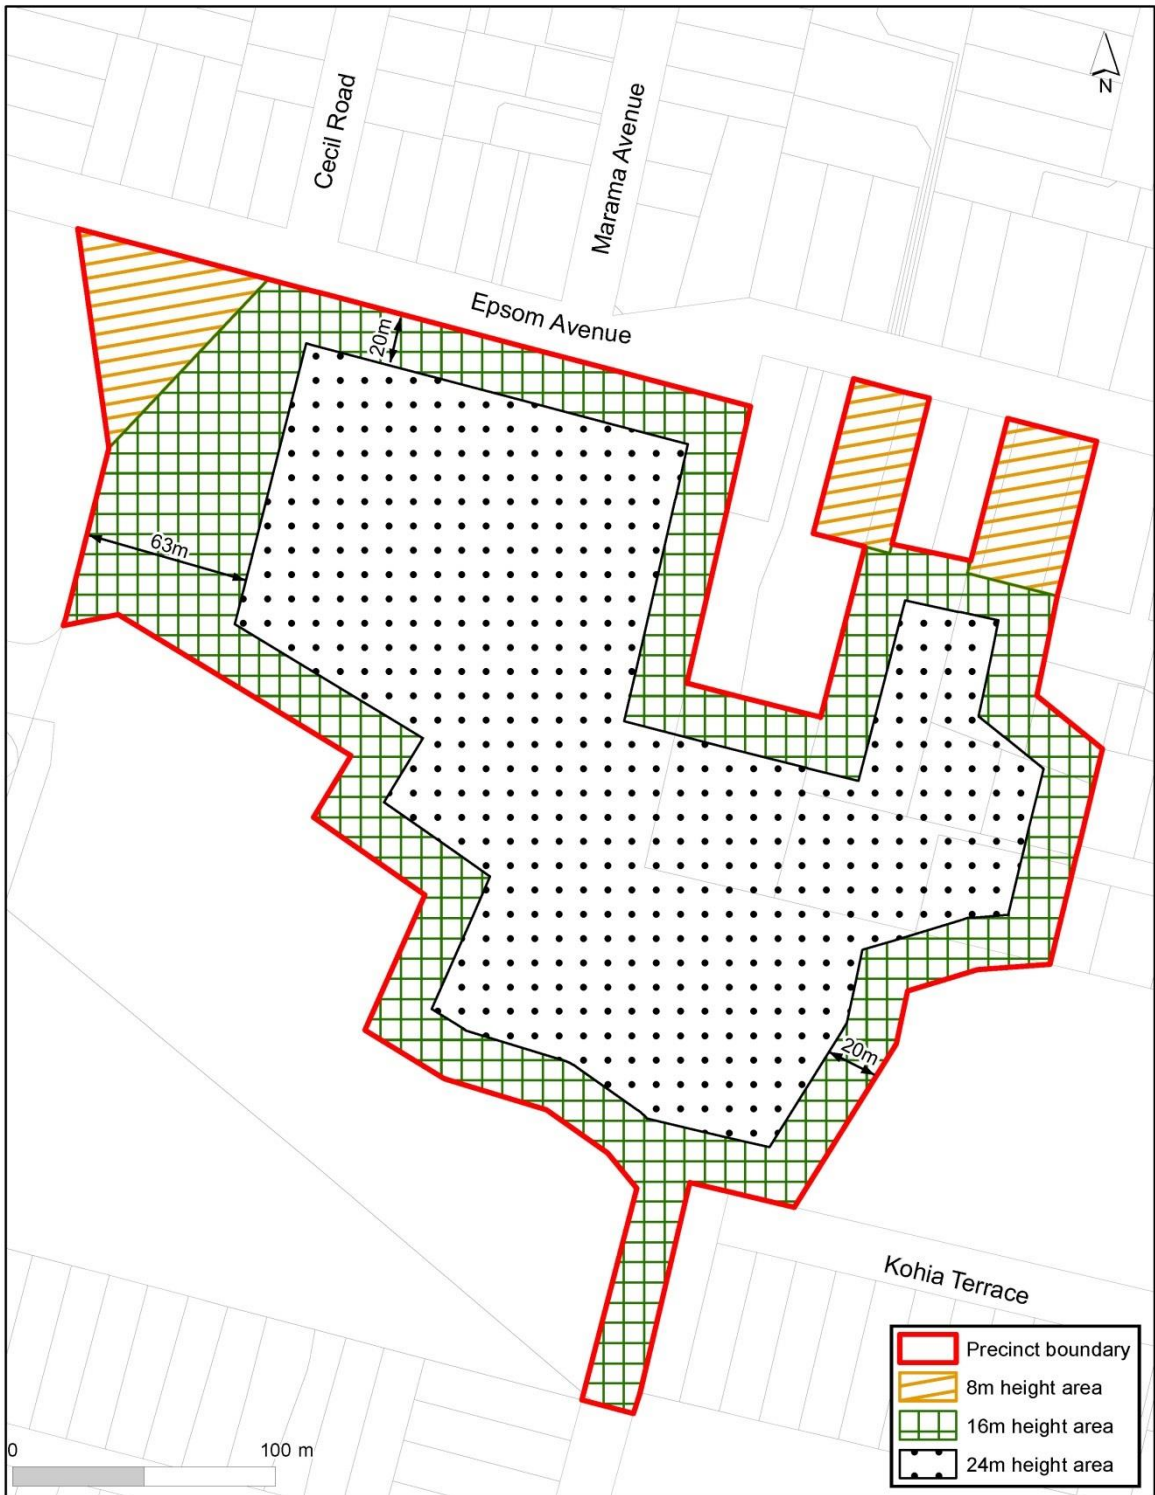 N
Cecil Road
Marama Avenue
Epsom Avenue
20m
63m
20m
Kohia Terrace
Precinct boundary
8m height area
16m height area
24m height area
0 100 m